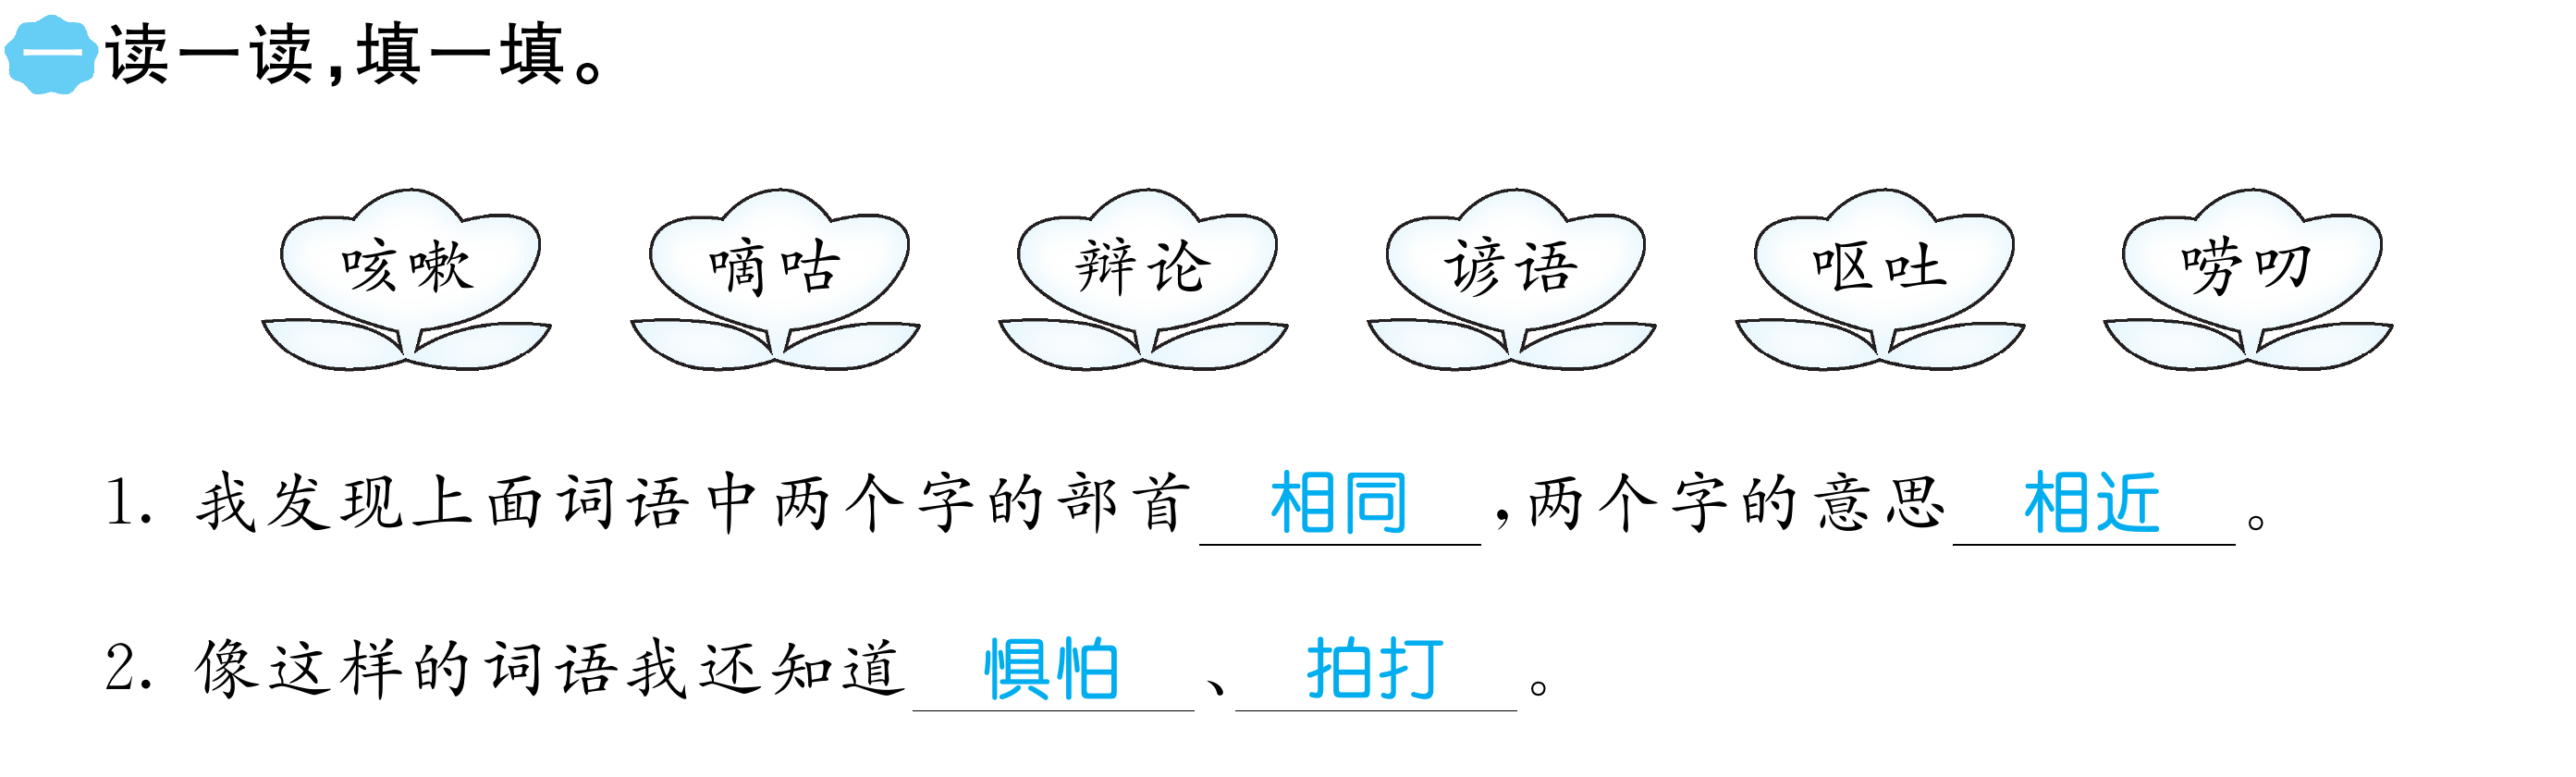 一 读一读,填一填。
咳嗽 嘀咕 辩论 谚语 呕吐 唠叨
1. 我发现上面词语中两个字的部首 相同 ,两个字的意思 相近 。
2. 像这样的词语我还知道 惧怕 、 拍打 。